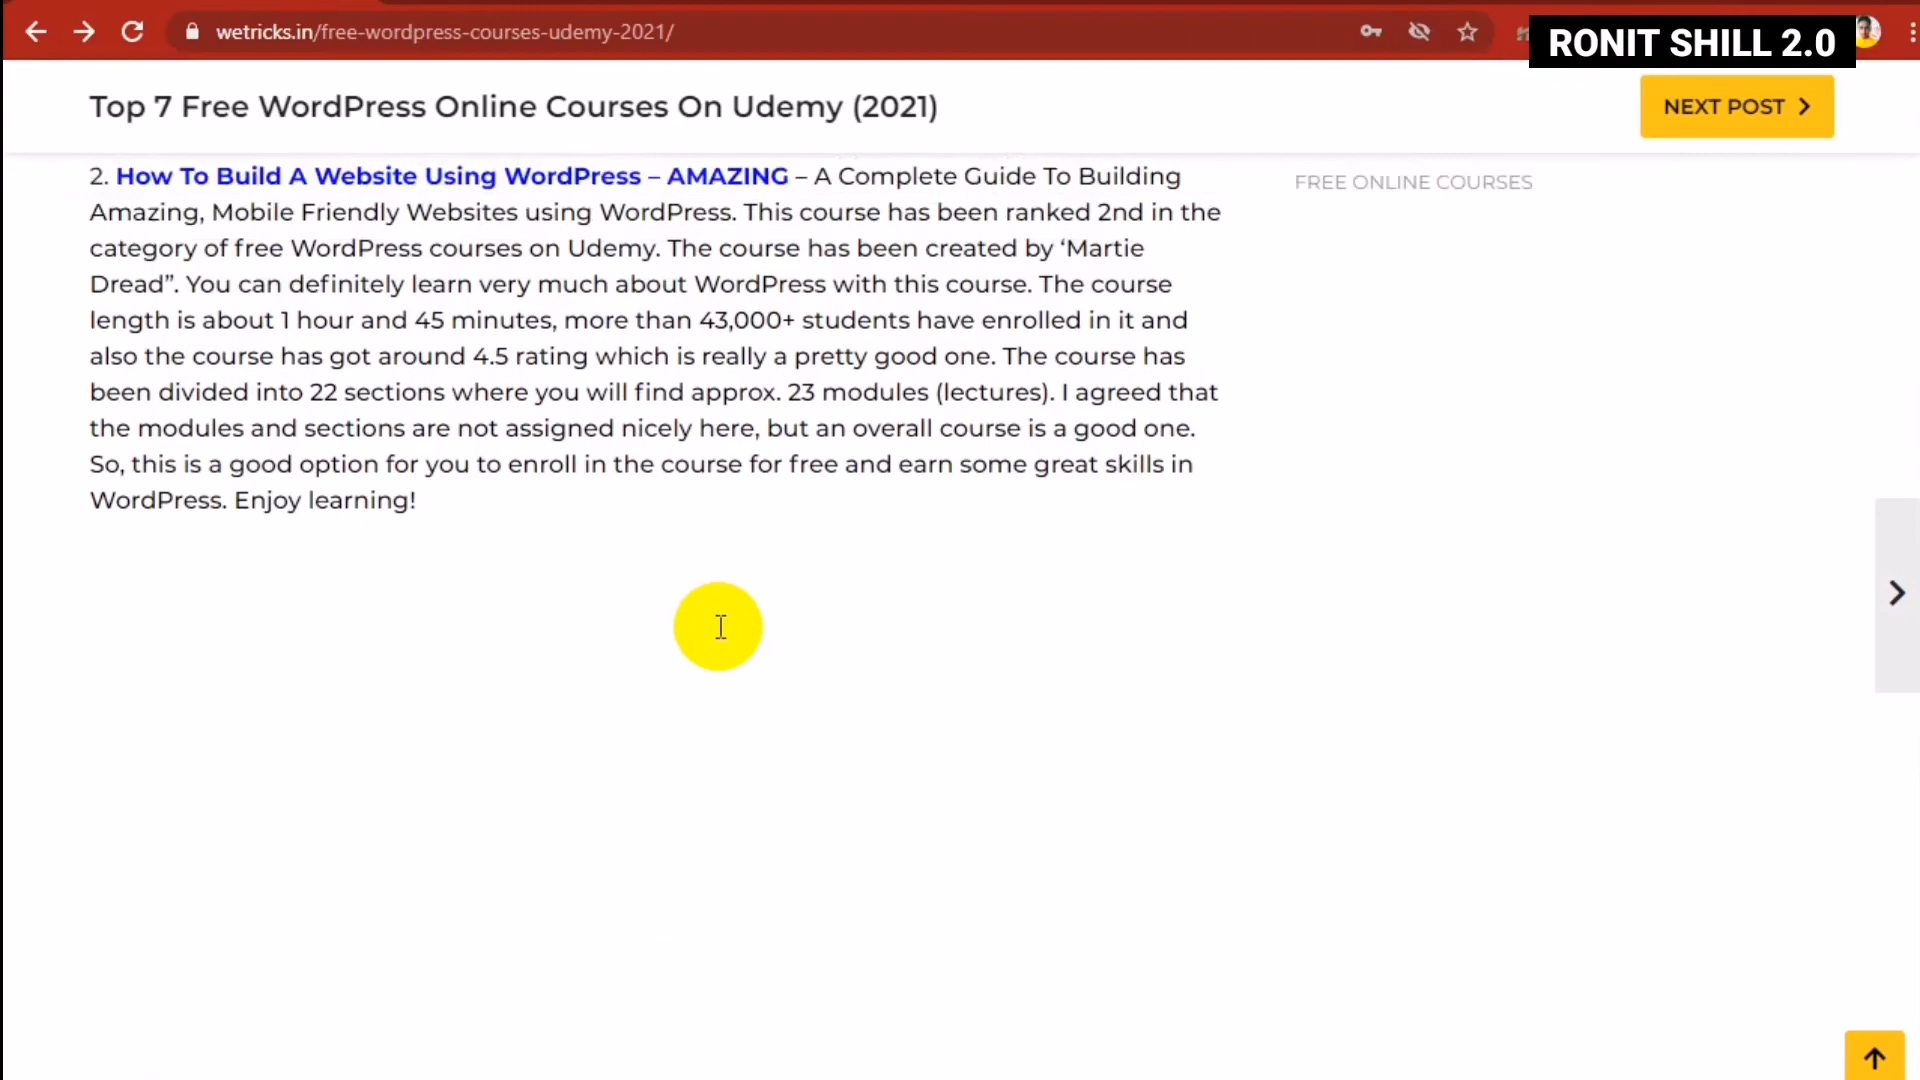 wetricks.in/free-wordpress-courses-udemy-2021/
RONIT SHILL 2.0
Top 7 Free WordPress Online Courses On Udemy (2021)
NEXT POST
2. How To Build A Website Using WordPress – AMAZING – A Complete Guide To Building
Amazing, Mobile Friendly Websites using WordPress. This course has been ranked 2nd in the
category of free WordPress courses on Udemy. The course has been created by ‘Martie
Dread”. You can definitely learn very much about WordPress with this course. The course
length is about 1 hour and 45 minutes, more than 43,000+ students have enrolled in it and
also the course has got around 4.5 rating which is really a pretty good one. The course has
been divided into 22 sections where you will find approx. 23 modules (lectures). I agreed that
the modules and sections are not assigned nicely here, but an overall course is a good one.
So, this is a good option for you to enroll in the course for free and earn some great skills in
WordPress. Enjoy learning!
FREE ONLINE COURSES